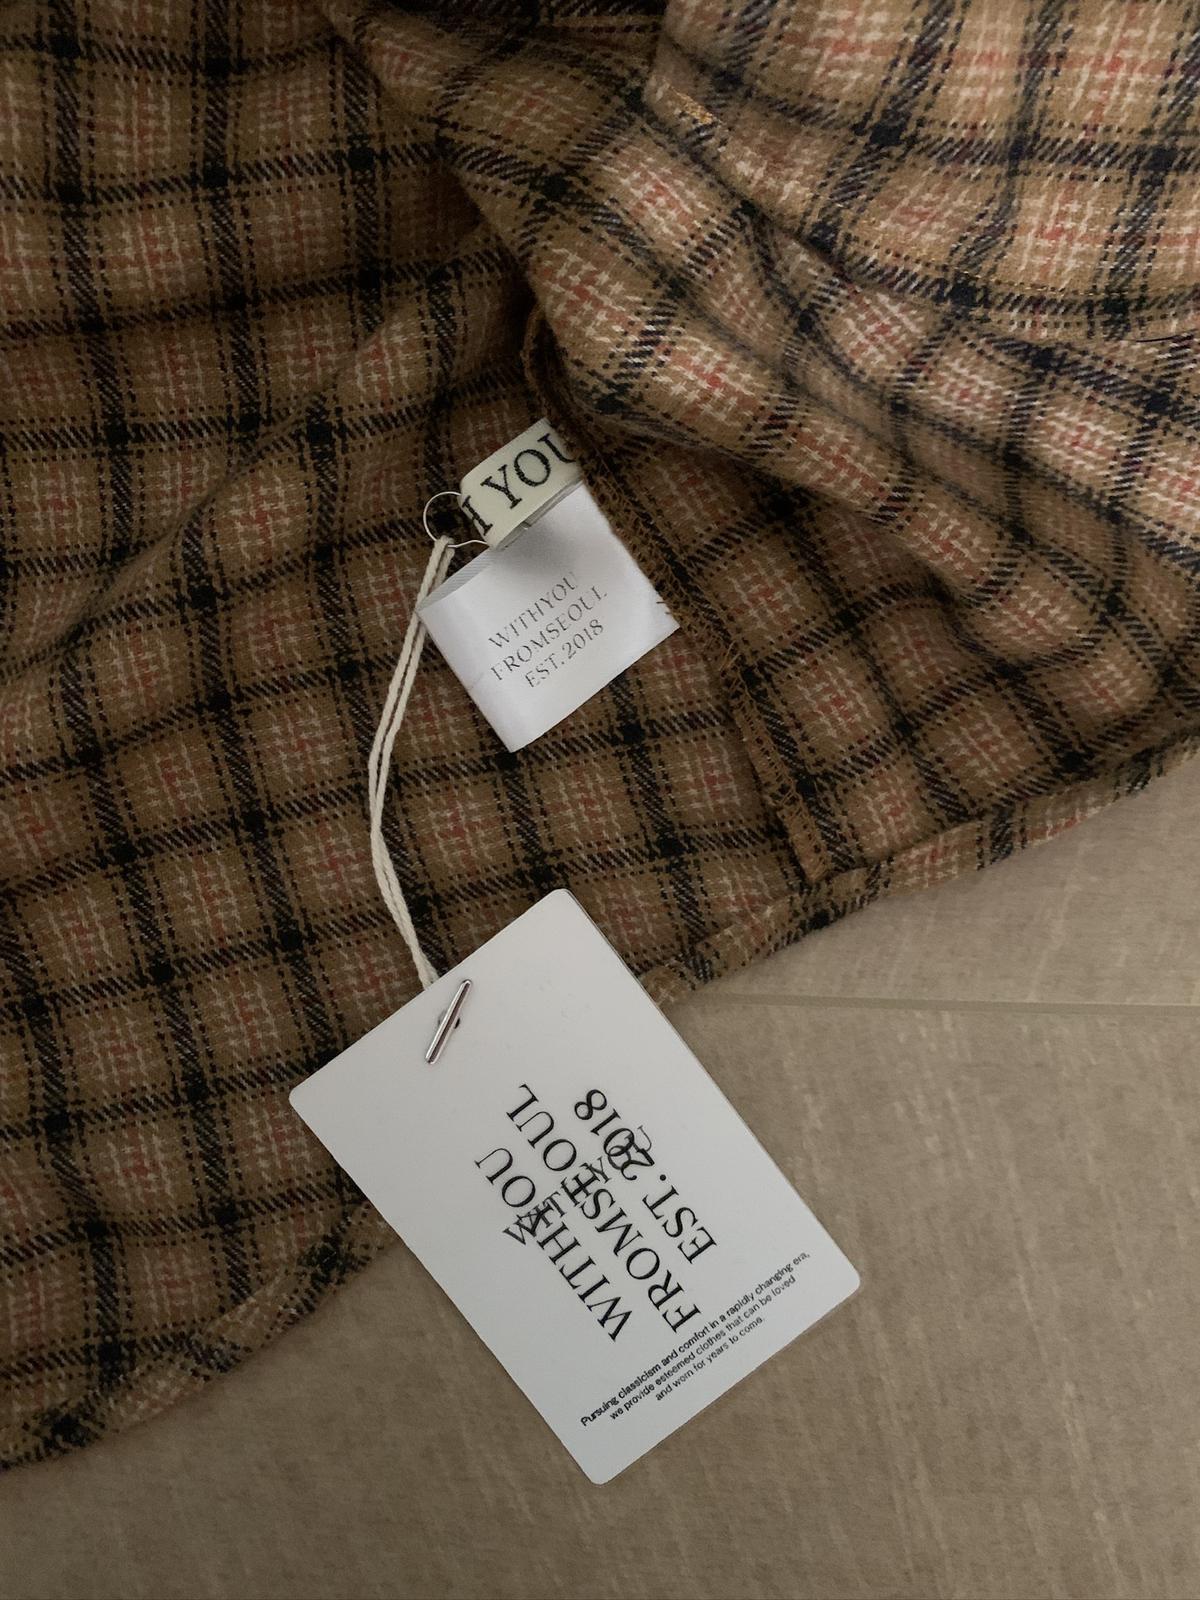 H YOU
WITHYOU
FROMSEOUL
EST. 2018
WITHYOU
FROMSEOUL
EST. 2018
WITHYOU
Pursuing classicism and comfort in a rapidly changing era,
we provide esteemed clothes that can be loved
and worn for years to come.